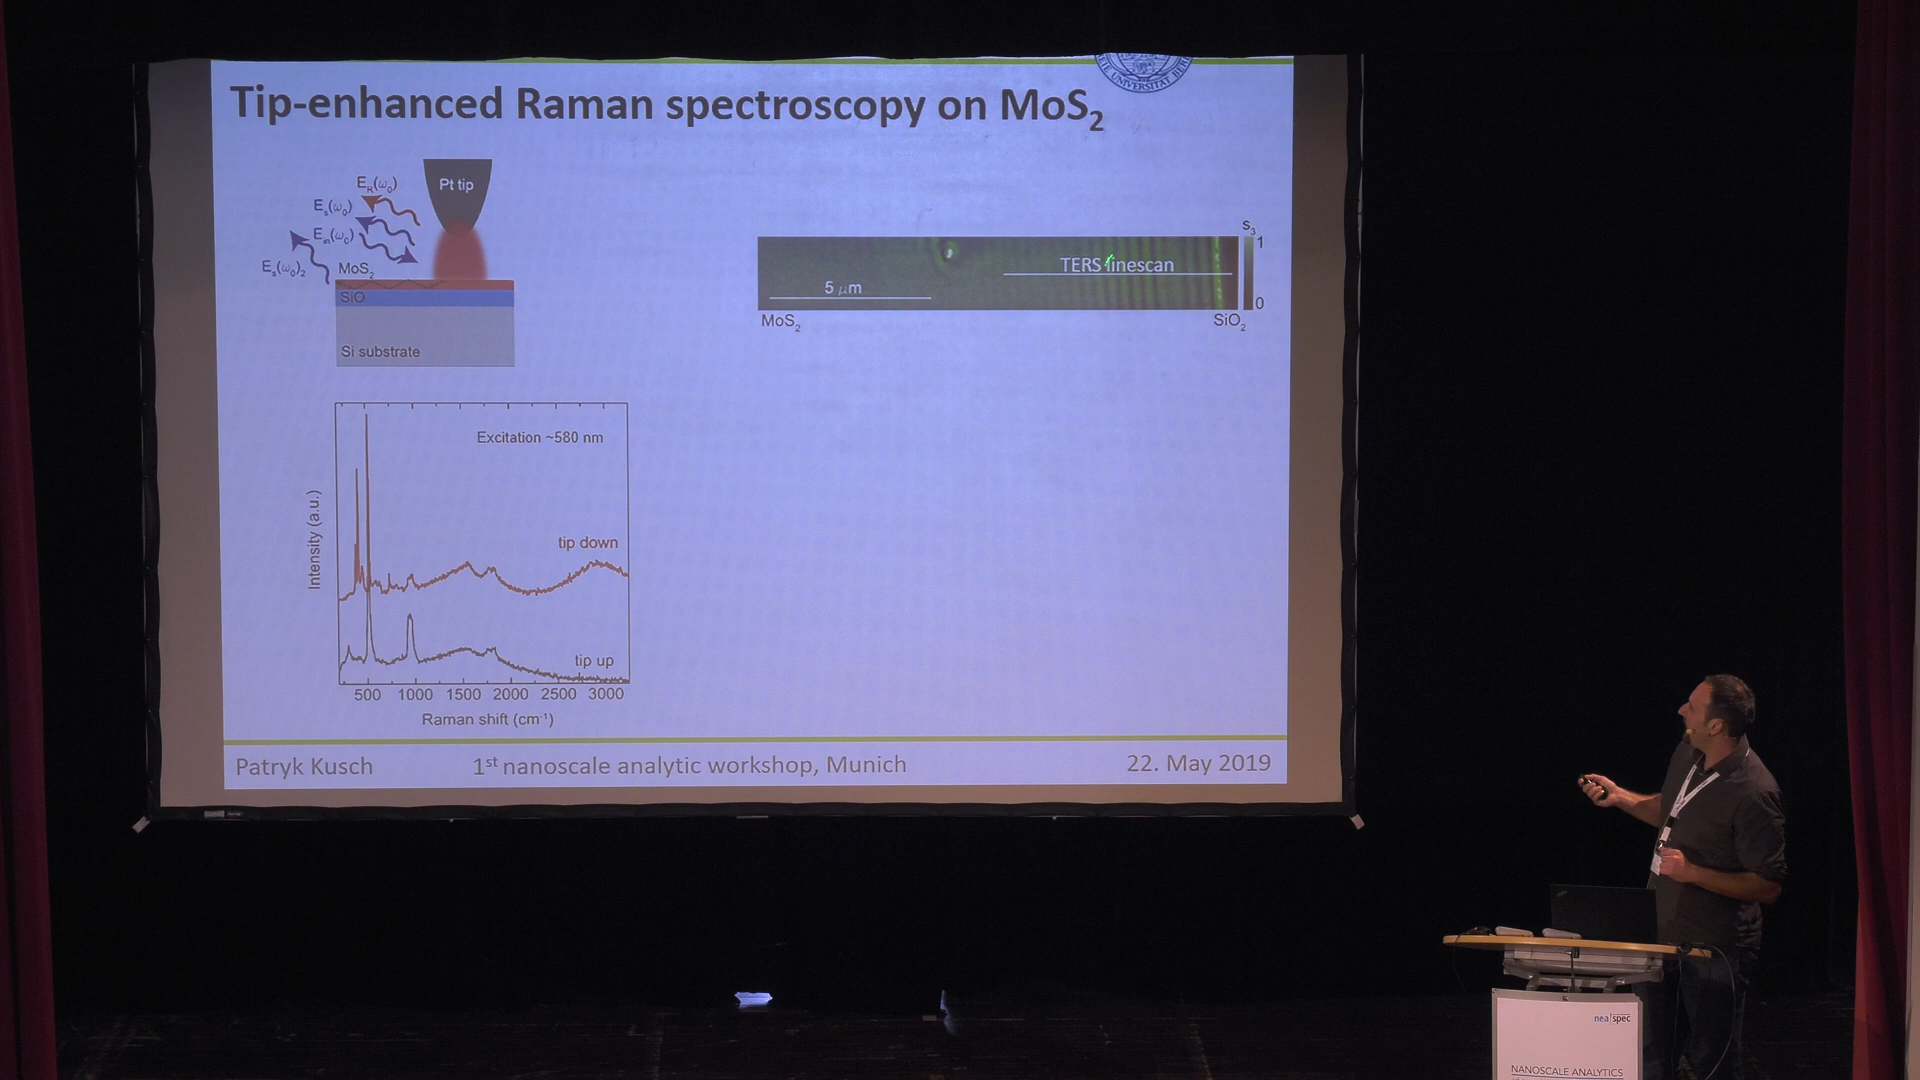 Tip-enhanced Raman spectroscopy on MoS2
Pt tip
ER(ω0)
Es(ω0)
Ein(ω0)
Es(ω0)2
MoS2
SiO
Si substrate
s3
1
0
TERS linescan
5 μm
MoS2
SiO2
Excitation ~580 nm
tip down
tip up
Intensity (a.u.)
500 1000 1500 2000 2500 3000
Raman shift (cm-1)
Patryk Kusch
1st nanoscale analytic workshop, Munich
22. May 2019
nea|spec
NANOSCALE ANALYTICS